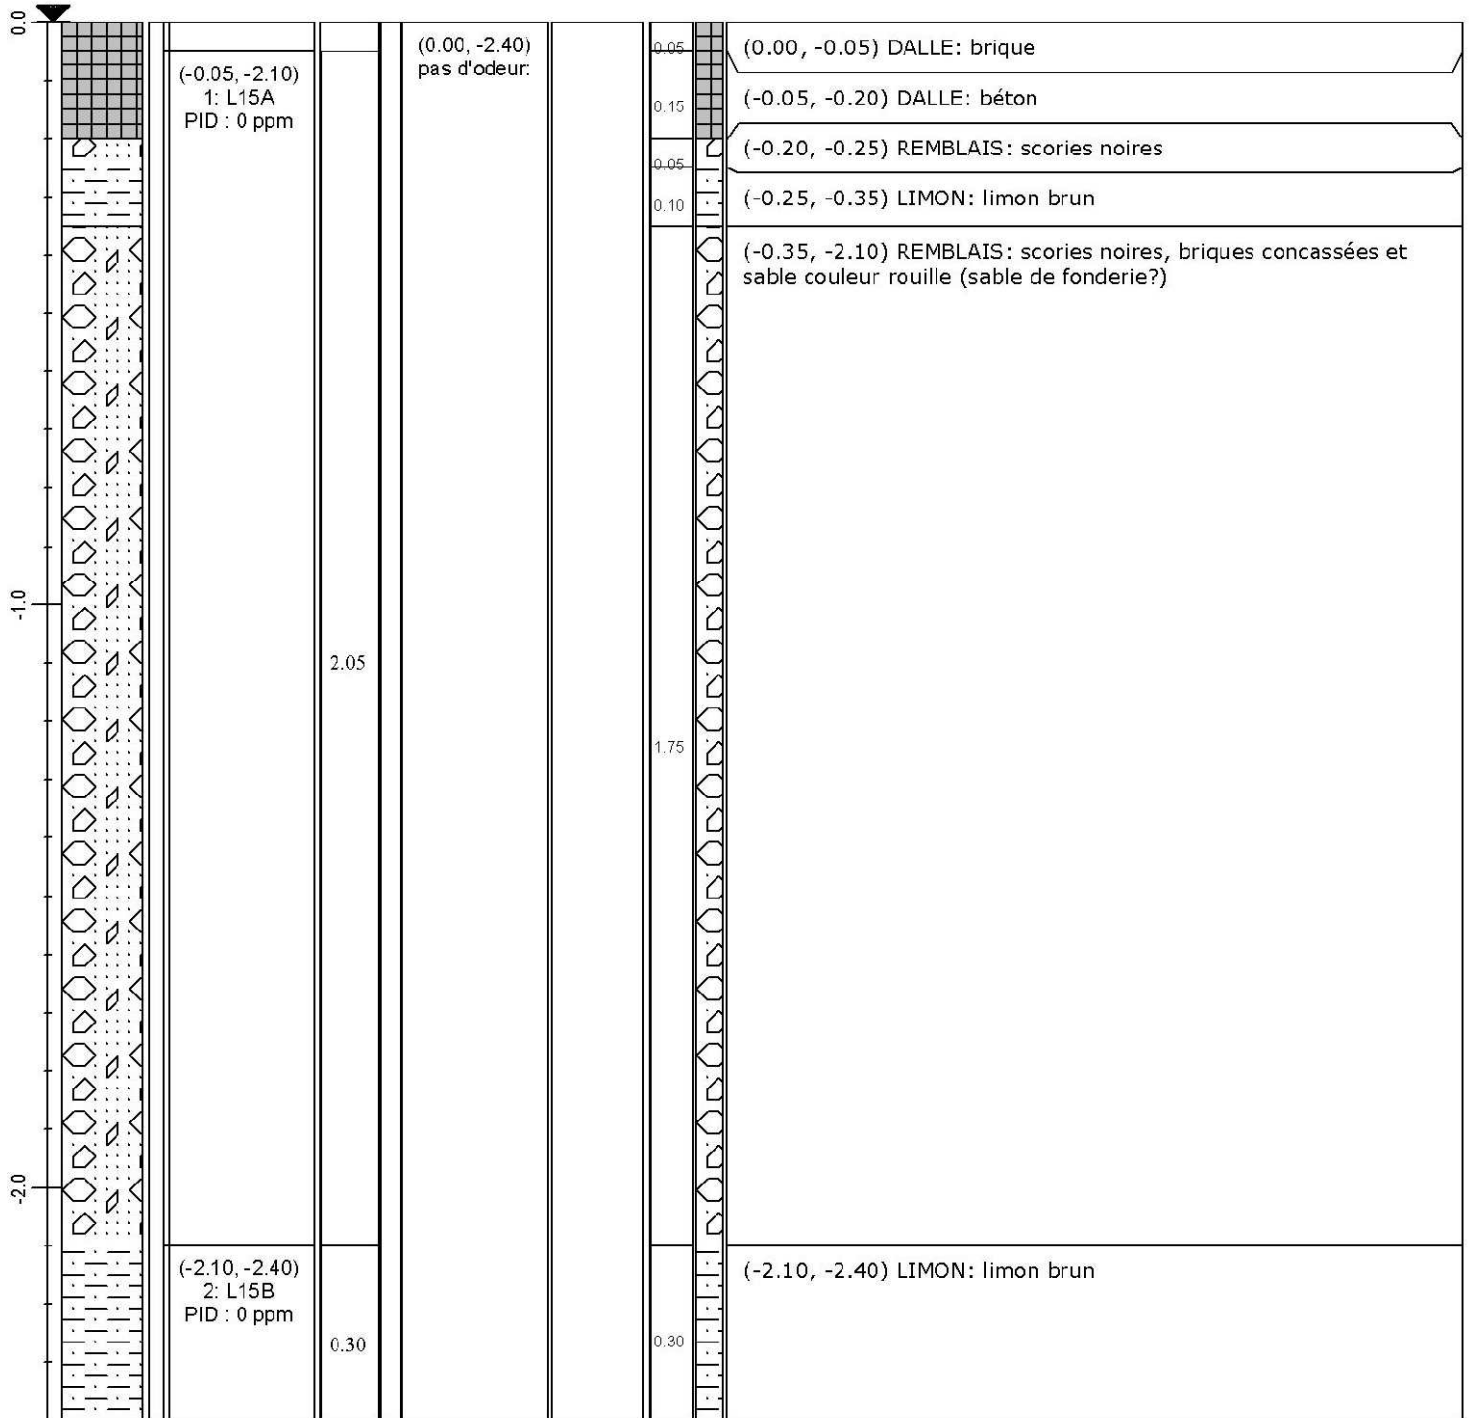 0.0
(-0.05, -2.10)
1: L15A
PID : 0 ppm
(0.00, -2.40)
pas d'odeur:
0.05
(0.00, -0.05) DALLE: brique
0.15
(-0.05, -0.20) DALLE: béton
(-0.20, -0.25) REMBLAIS: scories noires
0.05
0.10
(-0.25, -0.35) LIMON: limon brun
(-0.35, -2.10) REMBLAIS: scories noires, briques concassées et
sable couleur rouille (sable de fonderie?)
-1.0
2.05
1.75
-2.0
(-2.10, -2.40)
2: L15B
PID : 0 ppm
0.30
0.30
(-2.10, -2.40) LIMON: limon brun